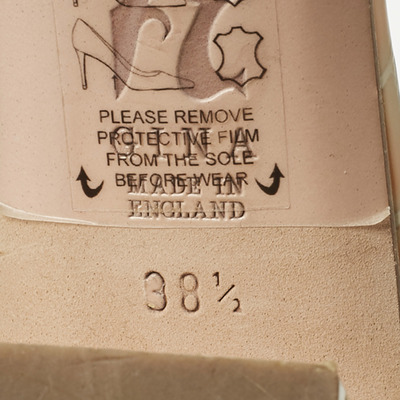 PLEASE REMOVE
PROTECTIVE FILM
GINA
FROM THE SOLE
BEFORE WEAR
MADE IN
ENGLAND
38½